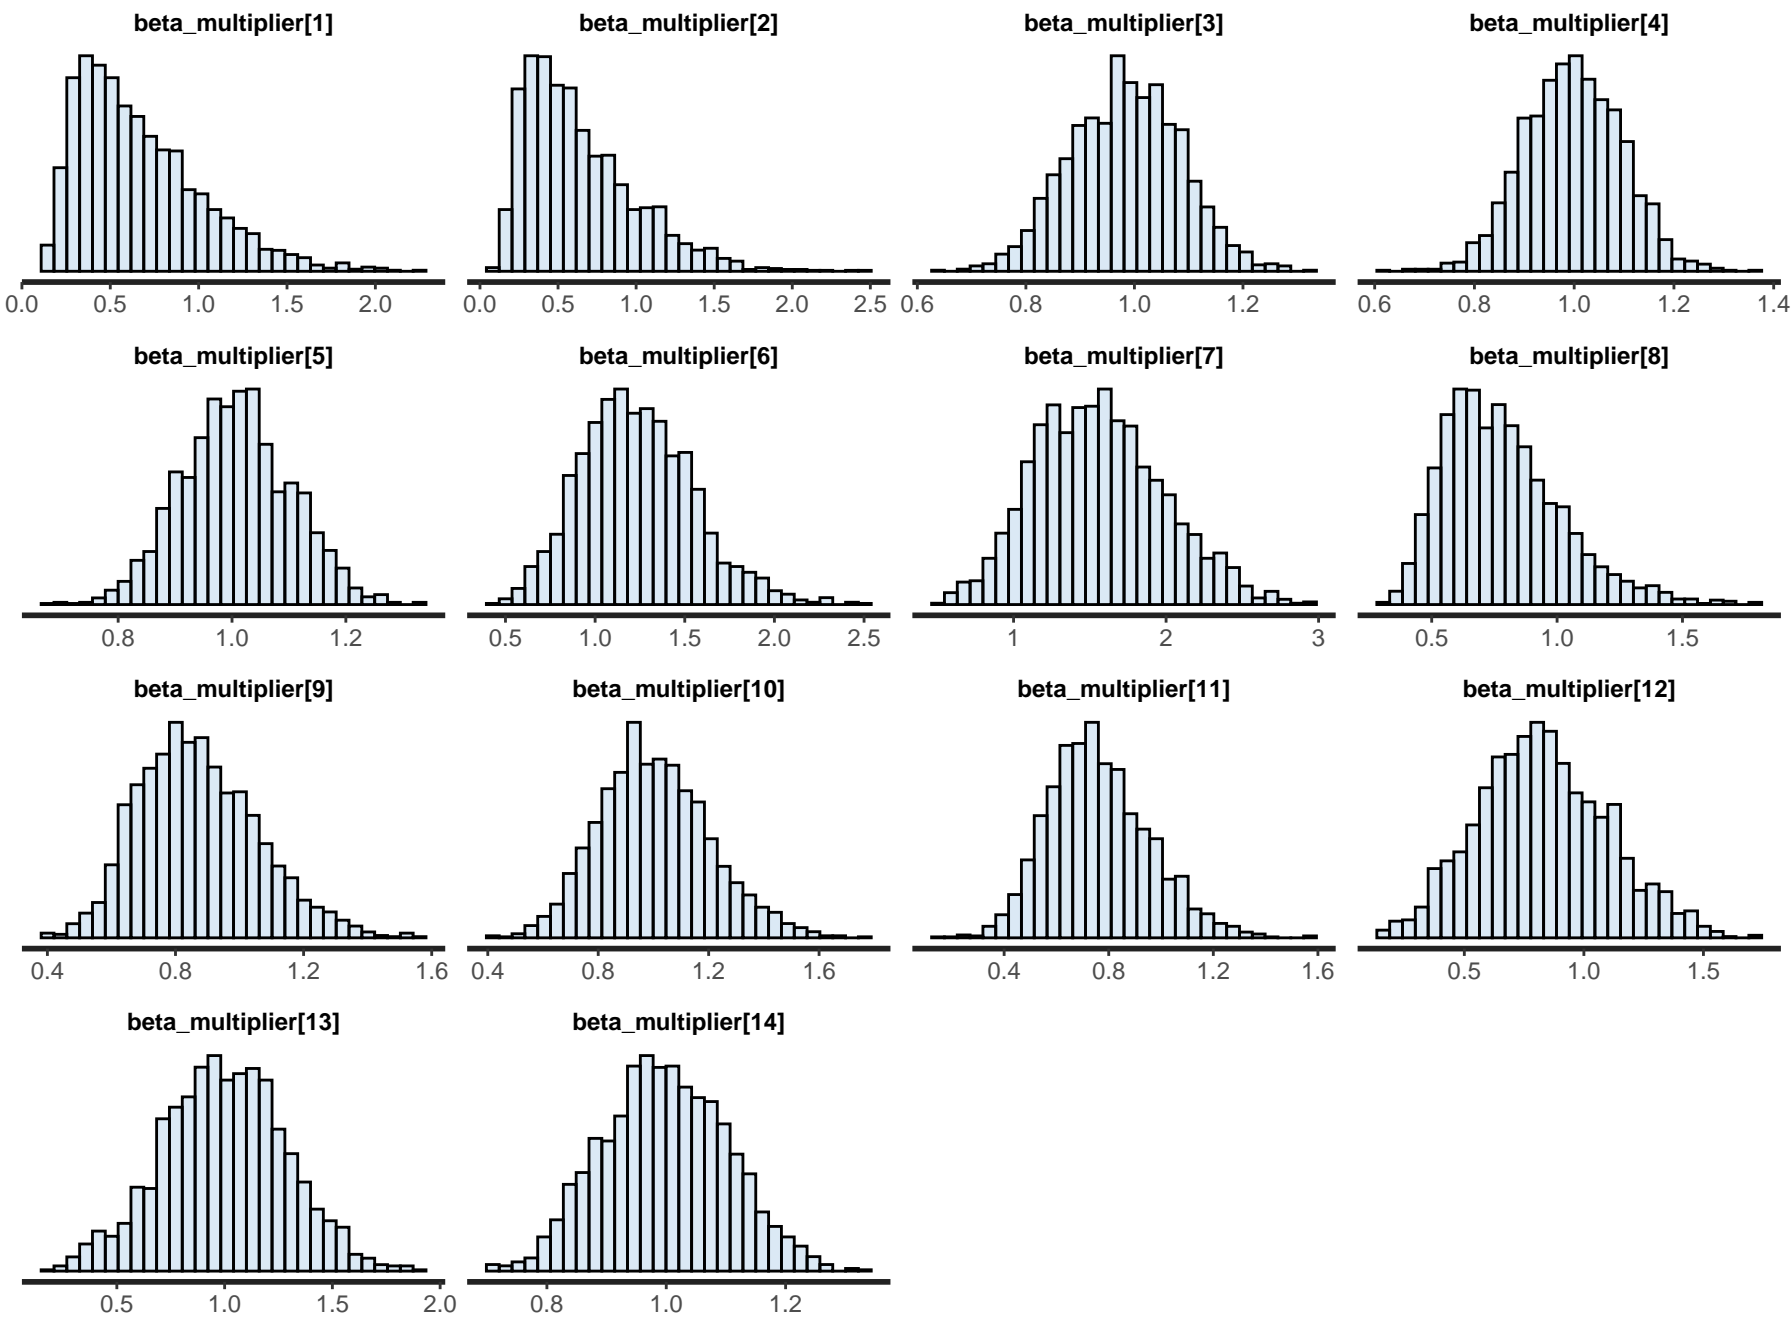 beta_multiplier[1] beta_multiplier[2] beta_multiplier[3] beta_multiplier[4]
0.0 0.5 1.0 1.5 2.0 0.0 0.5 1.0 1.5 2.0 2.5 0.6 0.8 1.0 1.2 0.6 0.8 1.0 1.2 1.4
beta_multiplier[5] beta_multiplier[6] beta_multiplier[7] beta_multiplier[8]
0.8 1.0 1.2 0.5 1.0 1.5 2.0 2.5 1 2 3 0.5 1.0 1.5
beta_multiplier[9] beta_multiplier[10] beta_multiplier[11] beta_multiplier[12]
0.4 0.8 1.2 1.6 0.4 0.8 1.2 1.6 0.4 0.8 1.2 1.6 0.5 1.0 1.5
beta_multiplier[13] beta_multiplier[14]
0.5 1.0 1.5 2.0 0.8 1.0 1.2